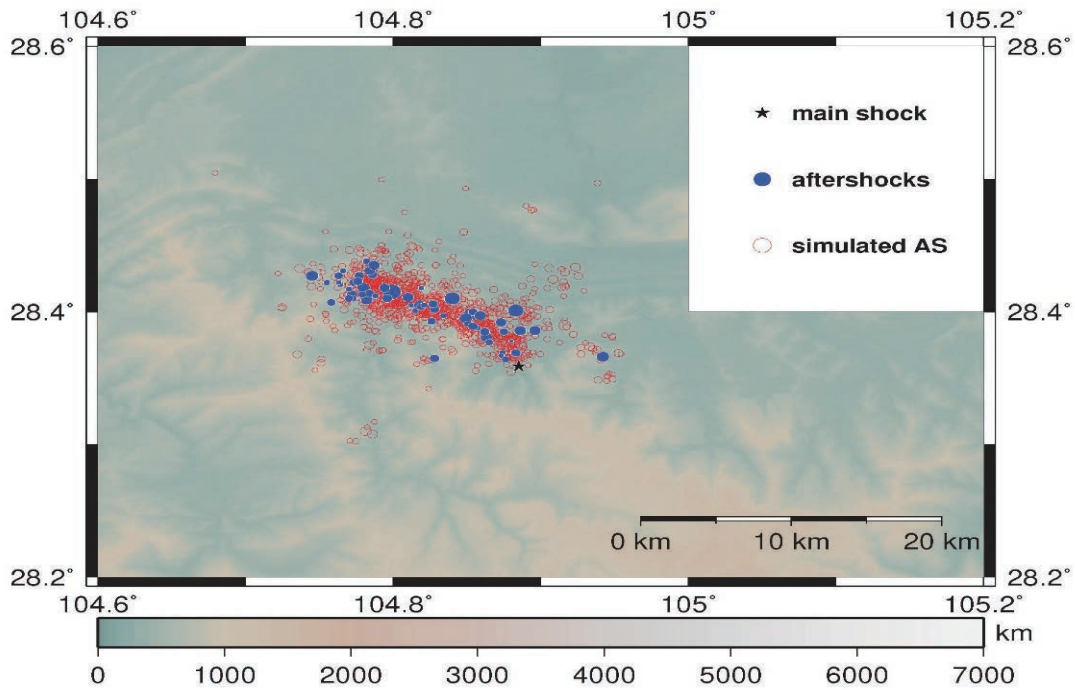 104.6° 104.8° 105° 105.2°
28.6° 28.6°
main shock
aftershocks
simulated AS
28.4° 28.4°
0 km 10 km 20 km
28.2° 28.2°
104.6° 104.8° 105° 105.2°
km
0 1000 2000 3000 4000 5000 6000 7000